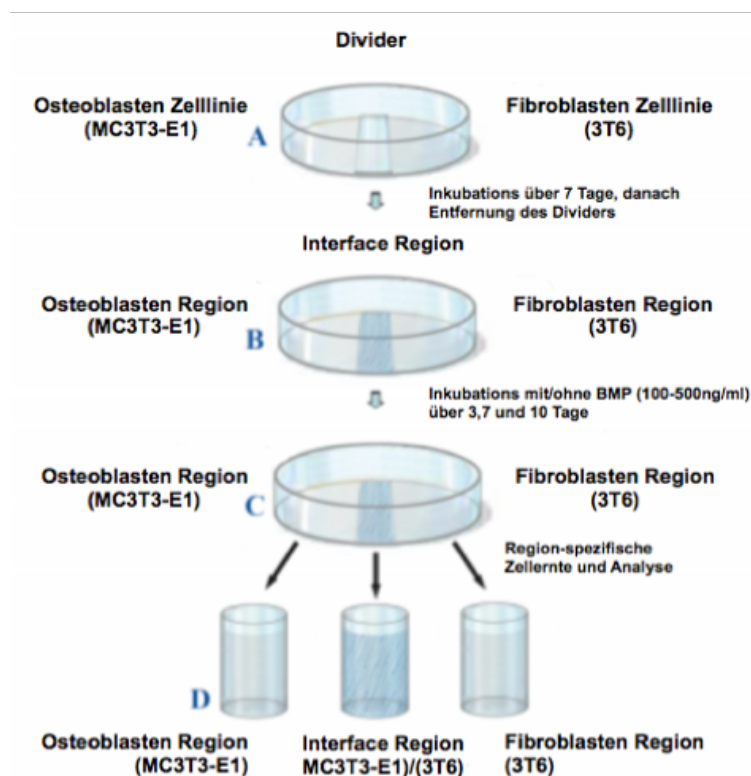 Divider
Osteoblasten Zelllinie
(MC3T3-E1)
Fibroblasten Zelllinie
(3T6)
A
Inkubations über 7 Tage, danach
Entfernung des Dividers
Interface Region
Osteoblasten Region
(MC3T3-E1)
Fibroblasten Region
(3T6)
B
Inkubations mit/ohne BMP (100-500ng/ml)
über 3,7 und 10 Tage
Osteoblasten Region
(MC3T3-E1)
Fibroblasten Region
(3T6)
C
Region-spezifische
Zellernte und Analyse
D
Osteoblasten Region
(MC3T3-E1)
Interface Region
MC3T3-E1)/(3T6)
Fibroblasten Region
(3T6)